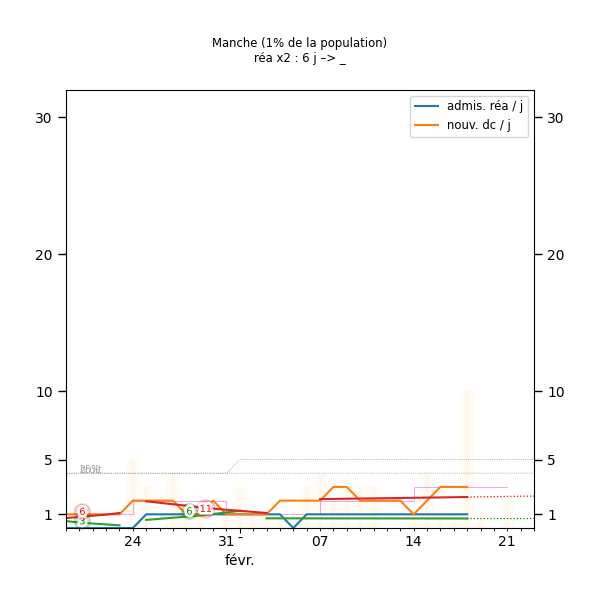 Manche (1% de la population)
réa x2 : 6 j –> _
admis. réa / j
nouv. dc / j
30 30
20 20
10 10
5 5
1 1
6
3
6
11
24 31 - 07 14 21
févr.